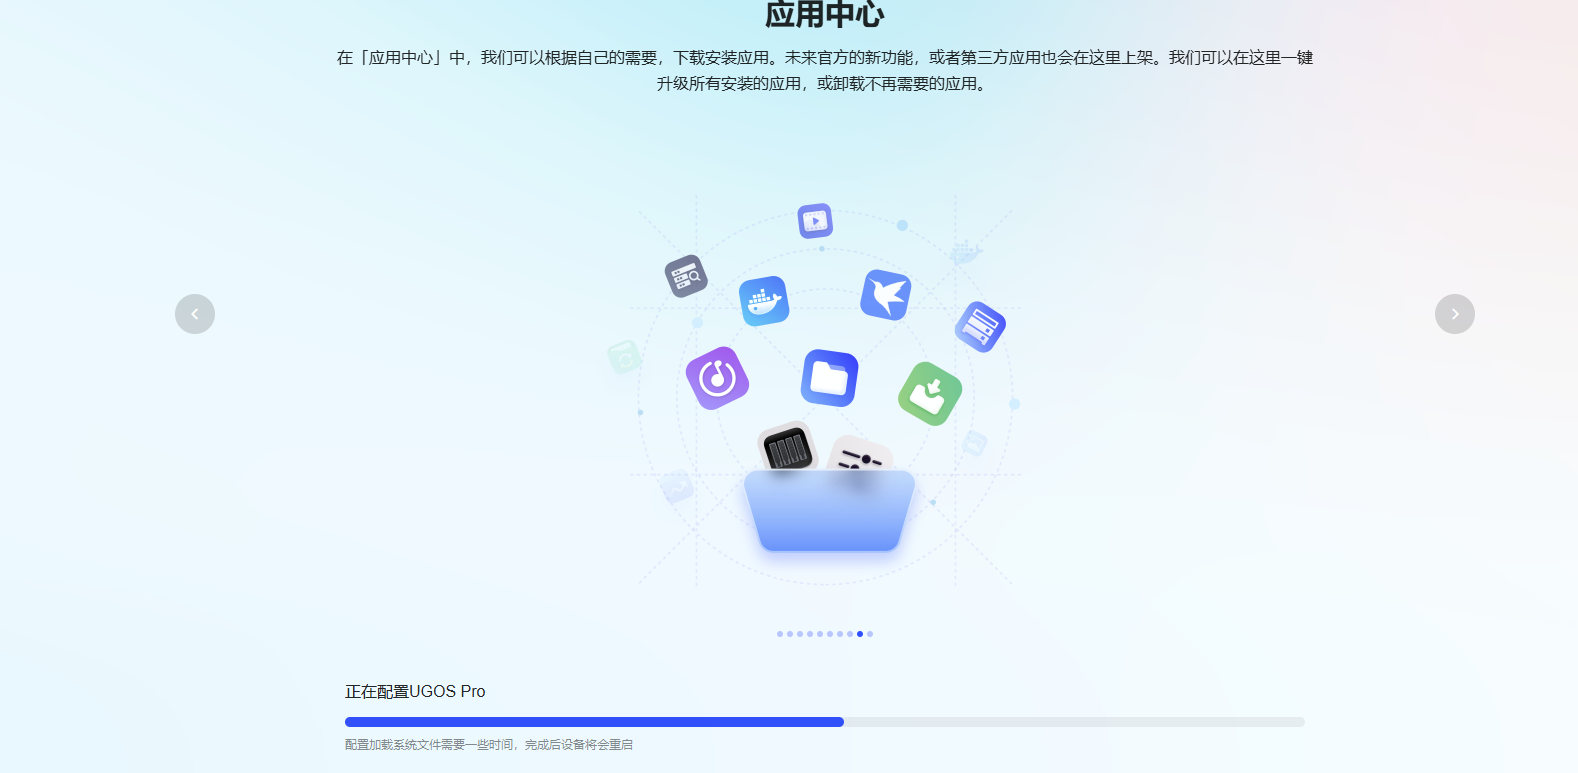 应用中心
在「应用中心」中，我们可以根据自己的需要，下载安装应用。未来官方的新功能，或者第三方应用也会在这里上架。我们可以在这里一键
升级所有安装的应用，或卸载不再需要的应用。
正在配置UGOS Pro
配置加载系统文件需要一些时间，完成后设备将会重启